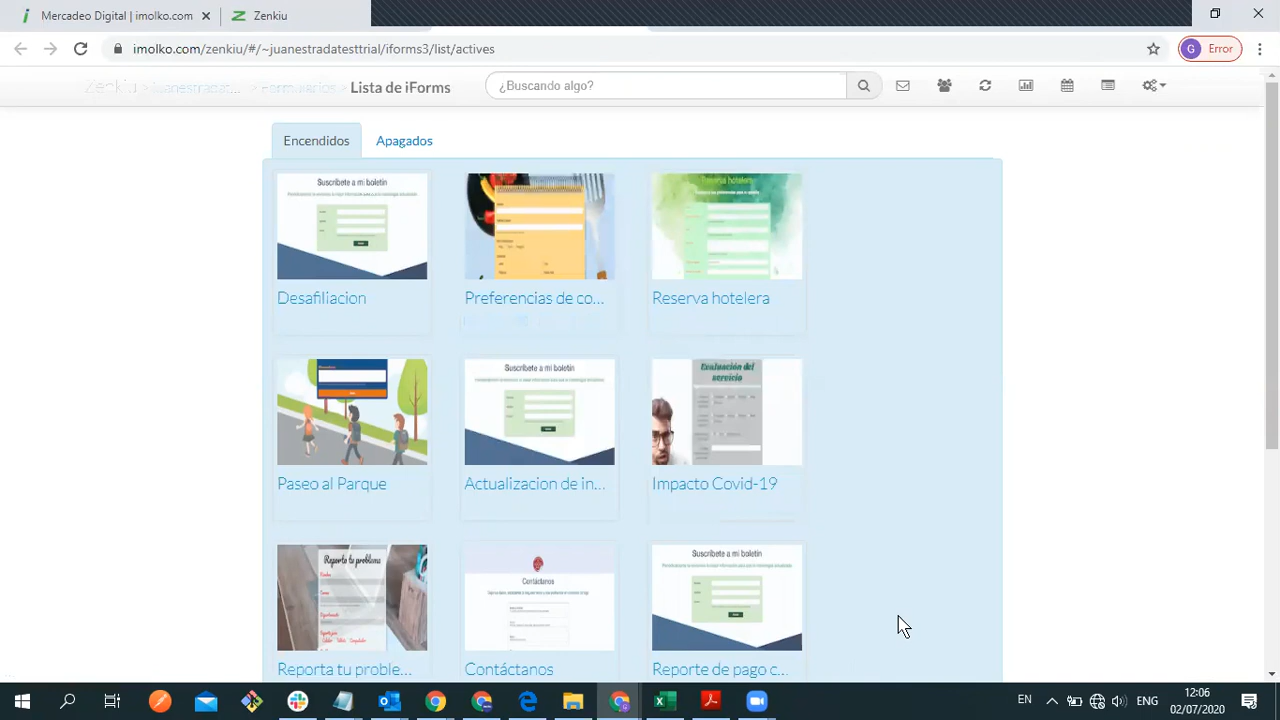 Mercadeo Digital | imolko.com
Zenkiu
imolko.com/zenkiu/#/~juanestradatesttrial/iforms3/list/actives
G Error
Lista de iForms
¿Buscando algo?
Encendidos
Apagados
Suscríbete a mi boletín
Reserva hotelera
Desafiliacion
Preferencias de co...
Reserva hotelera
Suscríbete a mi boletín
Evaluación del
servicio
Paseo al Parque
Actualizacion de in...
Impacto Covid-19
Reporta tu problema
Contáctanos
Suscríbete a mi boletín
Reporta tu proble...
Contáctanos
Reporte de pago c...
EN
ENG
12:06
02/07/2020